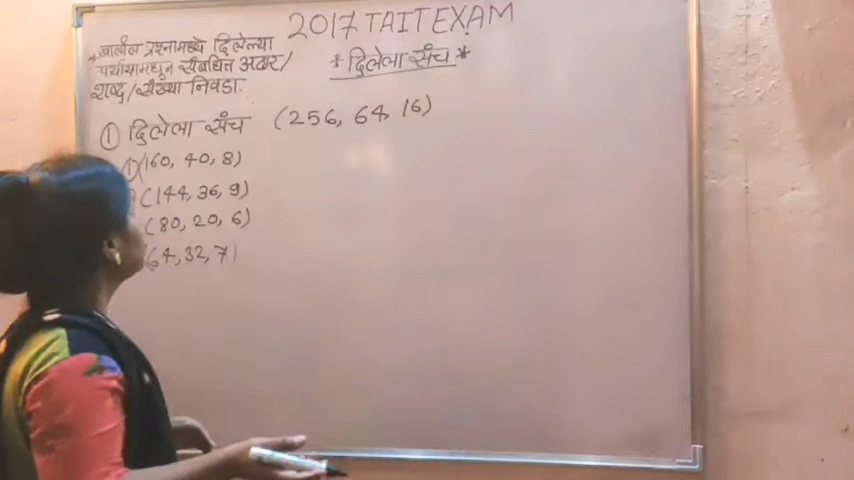 2017 TAIT EXAM
* खालील प्रश्नामध्ये दिलेल्या
पर्यायामधून संबंधित अक्षर/
शब्द/संख्या निवडा.
* दिलेला संच *
① दिलेला संच (256, 64, 16)
1) (160, 40, 8)
(144, 36, 9)
(80, 20, 6)
64, 32, 7)